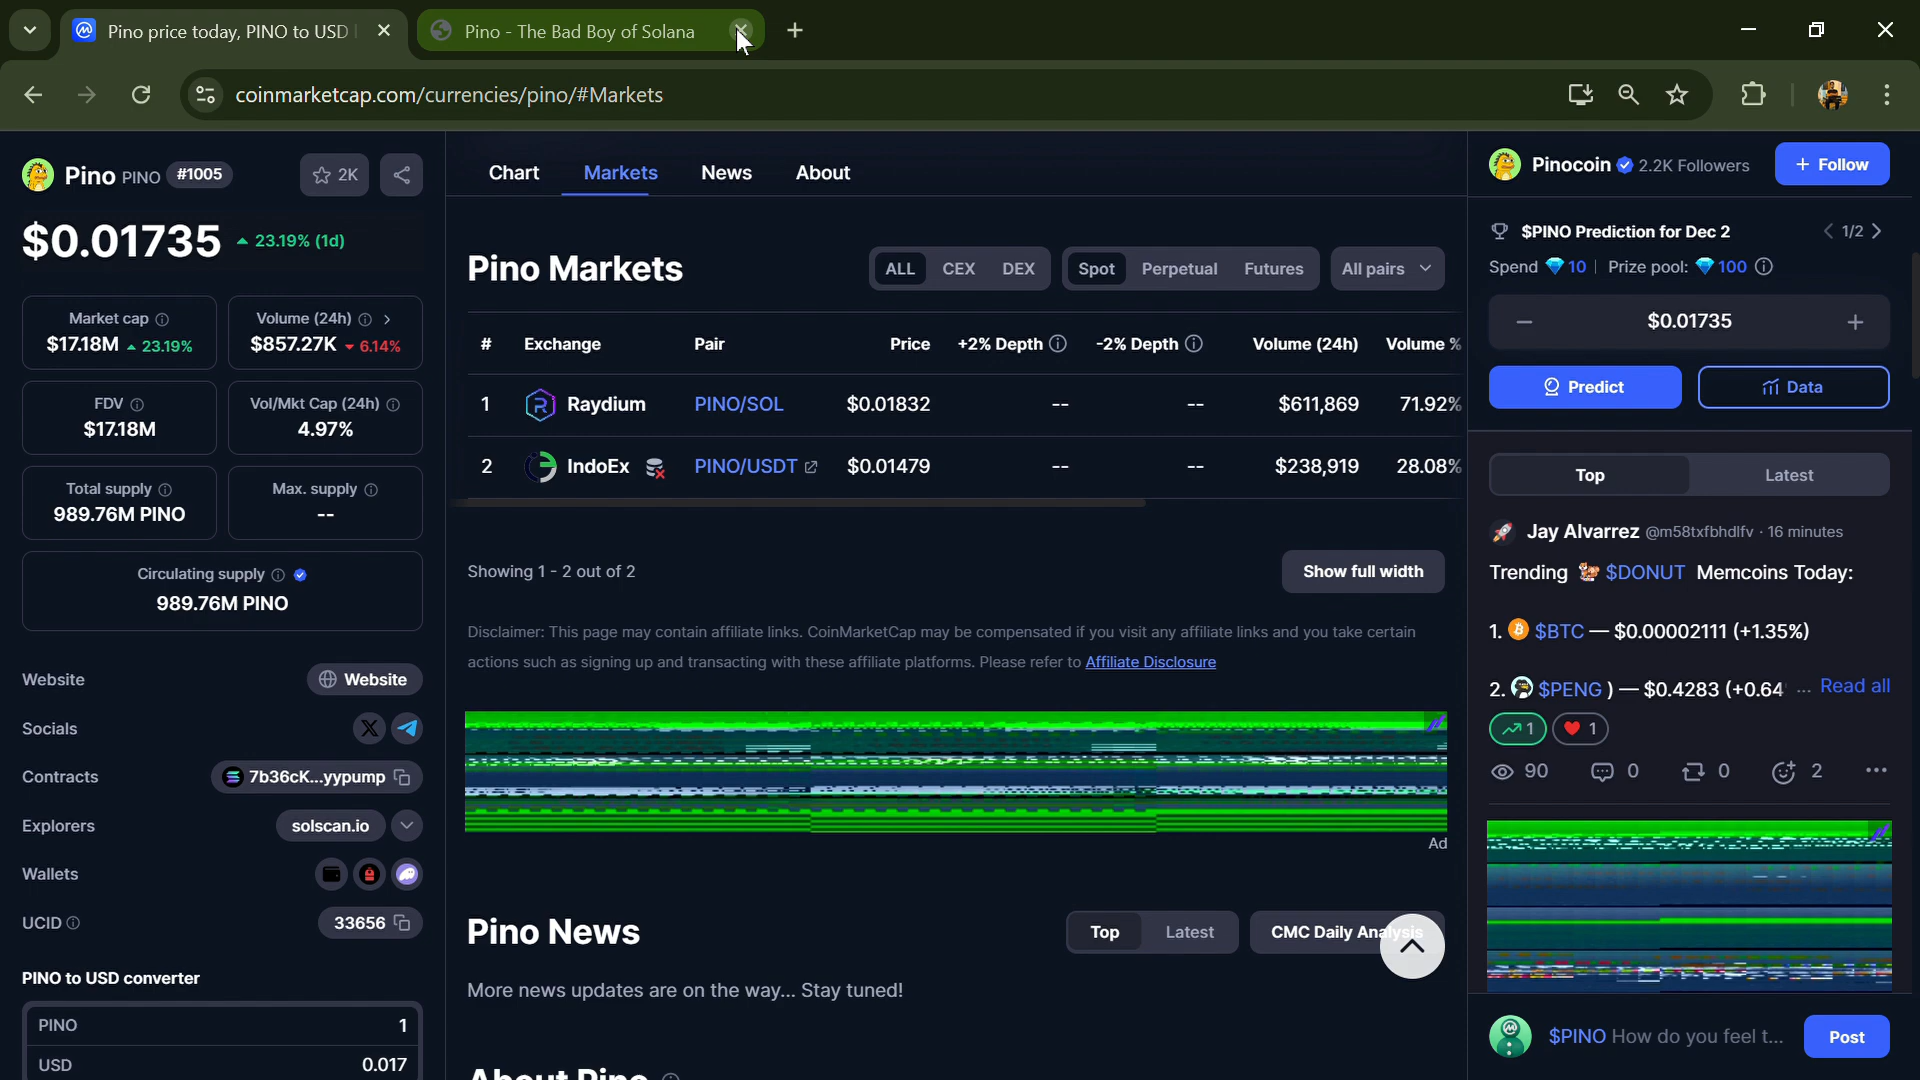 Pino price today, PINO to USD
Pino - The Bad Boy of Solana
coinmarketcap.com/currencies/pino/#Markets
Pino PINO #1005
2K
$0.01735 23.19% (1d)
Market cap
$17.18M 23.19%
Volume (24h)
$857.27K 6.14%
FDV
$17.18M
Vol/Mkt Cap (24h)
4.97%
Total supply
989.76M PINO
Max. supply
--
Circulating supply
989.76M PINO
Website Website
Socials
Contracts 7b36cK...yypump
Explorers solscan.io
Wallets
UCID 33656
PINO to USD converter
PINO 1
USD 0.017
Chart Markets News About
Pino Markets
ALL CEX DEX Spot Perpetual Futures All pairs
# Exchange Pair Price +2% Depth -2% Depth Volume (24h) Volume %
1 Raydium PINO/SOL $0.01832 -- -- $611,869 71.92%
2 IndoEx PINO/USDT $0.01479 -- -- $238,919 28.08%
Showing 1 - 2 out of 2 Show full width
Disclaimer: This page may contain affiliate links. CoinMarketCap may be compensated if you visit any affiliate links and you take certain
actions such as signing up and transacting with these affiliate platforms. Please refer to Affiliate Disclosure
Ad
Pino News
Top Latest CMC Daily Analysis
More news updates are on the way... Stay tuned!
About Pino
Pinocoin 2.2K Followers + Follow
$PINO Prediction for Dec 2 1/2
Spend 10 Prize pool: 100
$0.01735
Predict Data
Top Latest
Jay Alvarrez @m58txfbhdlfv · 16 minutes
Trending $DONUT Memcoins Today:
1. $BTC — $0.00002111 (+1.35%)
2. $PENG ) — $0.4283 (+0.64 ... Read all
1 1
90 0 0 2
$PINO How do you feel t... Post